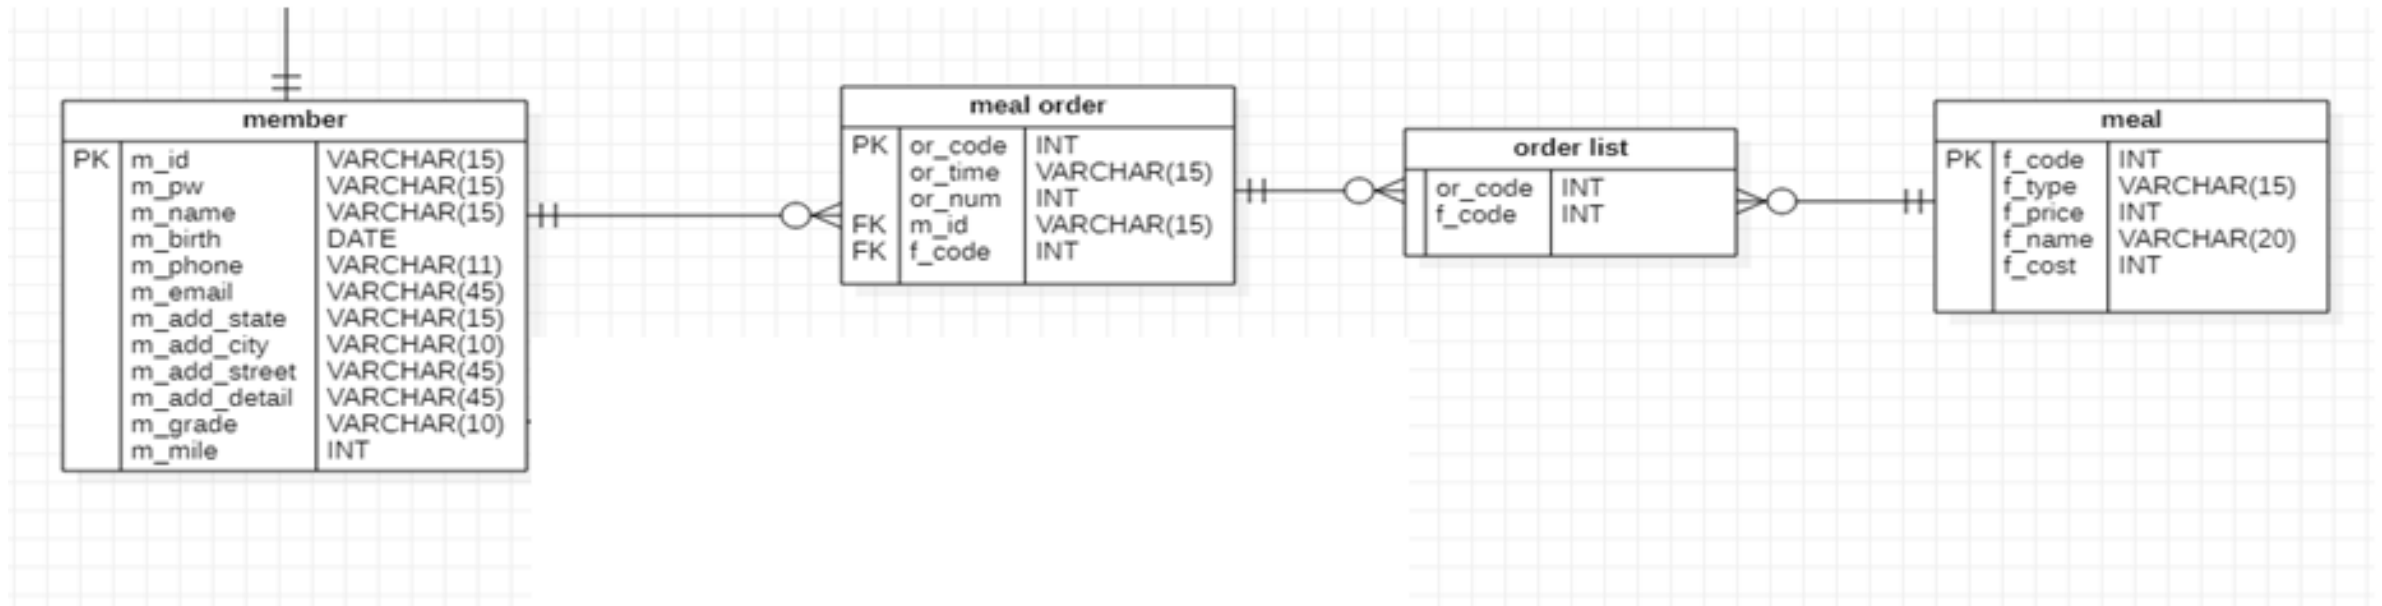 member
PK m_id VARCHAR(15)
m_pw VARCHAR(15)
m_name VARCHAR(15)
m_birth DATE
m_phone VARCHAR(11)
m_email VARCHAR(45)
m_add_state VARCHAR(15)
m_add_city VARCHAR(10)
m_add_street VARCHAR(45)
m_add_detail VARCHAR(45)
m_grade VARCHAR(10)
m_mile INT
meal order
PK or_code INT
or_time VARCHAR(15)
or_num INT
FK m_id VARCHAR(15)
FK f_code INT
order list
or_code INT
f_code INT
meal
PK f_code INT
f_type VARCHAR(15)
f_price INT
f_name VARCHAR(20)
f_cost INT